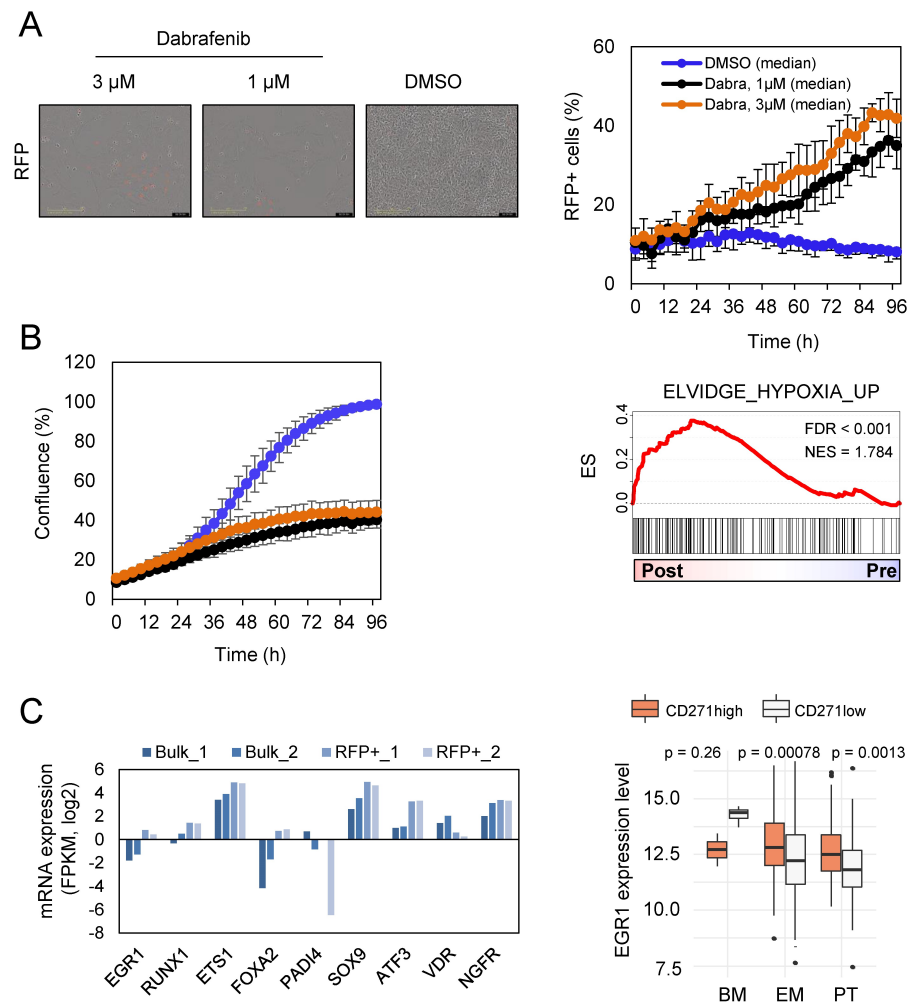 A
Dabrafenib
3 µM
1 µM
DMSO
RFP
60
40
20
0
RFP+ cells (%)
DMSO (median)
Dabra, 1µM (median)
Dabra, 3µM (median)
0 12 24 36 48 60 72 84 96
Time (h)
B
120
100
80
60
40
20
0
Confluence (%)
0 12 24 36 48 60 72 84 96
Time (h)
ELVIDGE_HYPOXIA_UP
0.4
0.2
0.0
ES
FDR < 0.001
NES = 1.784
Post
Pre
C
Bulk_1 Bulk_2 RFP+_1 RFP+_2
6
4
2
0
-2
-4
-6
-8
mRNA expression
(FPKM, log2)
EGR1 RUNX1 ETS1 FOXA2 PADI4 SOX9 ATF3 VDR NGFR
CD271high CD271low
p = 0.26 p = 0.00078 p = 0.0013
15.0
12.5
10.0
7.5
EGR1 expression level
BM EM PT